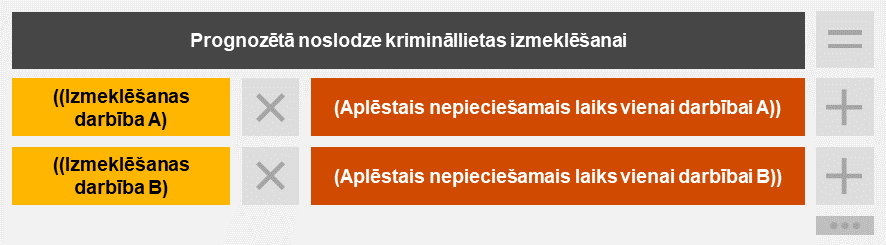 Prognozētā noslodze krimināllietas izmeklēšanai =
((Izmeklēšanas
darbība A) × (Aplēstais nepieciešamais laiks vienai darbībai A)) +
((Izmeklēšanas
darbība B) × (Aplēstais nepieciešamais laiks vienai darbībai B)) +
...